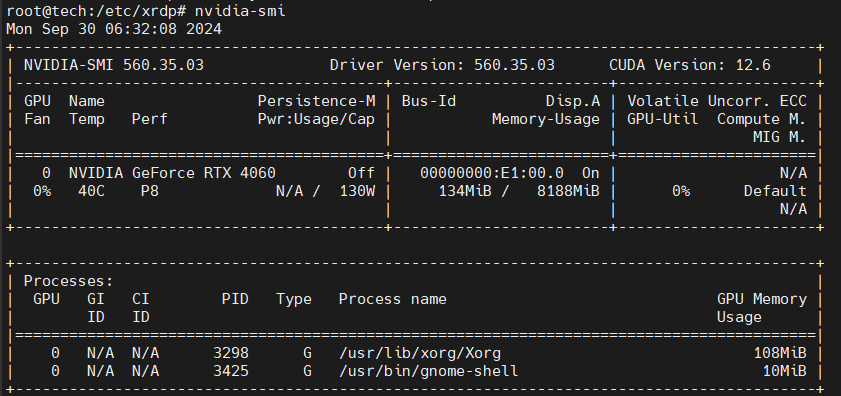 root@tech:/etc/xrdp# nvidia-smi
Mon Sep 30 06:32:08 2024
+-----------------------------------------------------------------------------------------+
| NVIDIA-SMI 560.35.03              Driver Version: 560.35.03      CUDA Version: 12.6     |
|-----------------------------------------+------------------------+----------------------+
| GPU  Name                 Persistence-M | Bus-Id          Disp.A | Volatile Uncorr. ECC |
| Fan  Temp   Perf          Pwr:Usage/Cap |           Memory-Usage | GPU-Util  Compute M. |
|                                         |                        |               MIG M. |
|=========================================+========================+======================|
|   0  NVIDIA GeForce RTX 4060        Off |   00000000:E1:00.0  On |                  N/A |
|  0%   40C    P8             N/A /  130W |     134MiB /   8188MiB |      0%      Default |
|                                         |                        |                  N/A |
+-----------------------------------------+------------------------+----------------------+

+-----------------------------------------------------------------------------------------+
| Processes:                                                                              |
|  GPU   GI   CI        PID   Type   Process name                              GPU Memory |
|        ID   ID                                                               Usage      |
|=========================================================================================|
|    0   N/A  N/A      3298      G   /usr/lib/xorg/Xorg                            108MiB |
|    0   N/A  N/A      3425      G   /usr/bin/gnome-shell                           10MiB |
+-----------------------------------------------------------------------------------------+